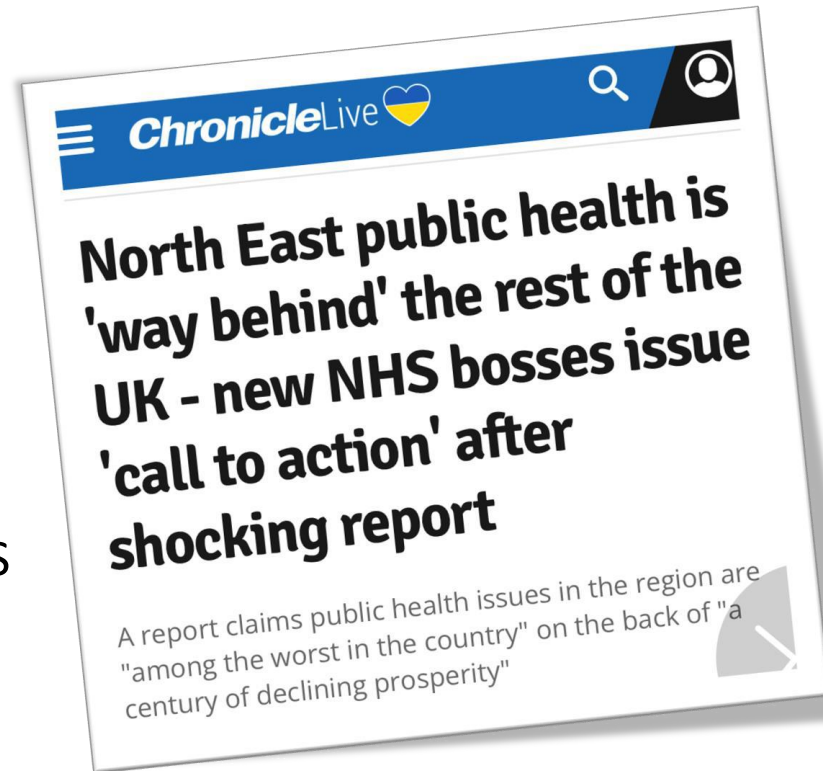 ChronicleLive
North East public health is
'way behind' the rest of the
UK - new NHS bosses issue
'call to action' after
shocking report
s
A report claims public health issues in the region are
"among the worst in the country" on the back of "a
century of declining prosperity"